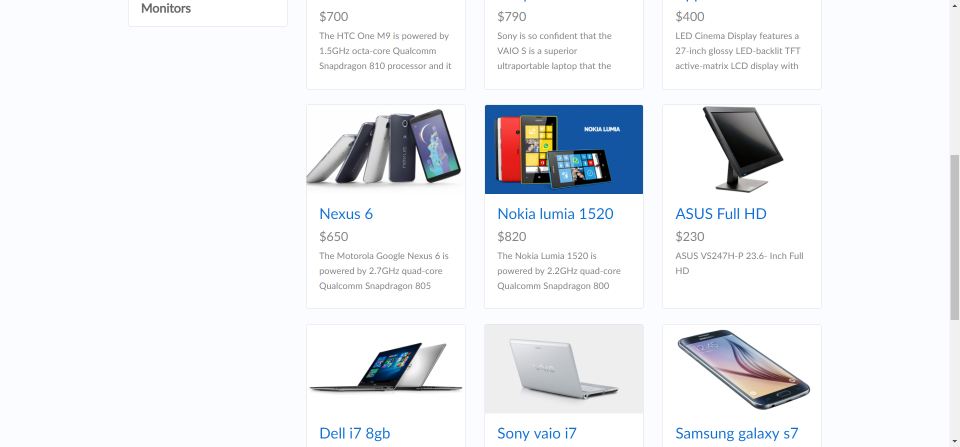 Monitors
$700
The HTC One M9 is powered by
1.5GHz octa-core Qualcomm
Snapdragon 810 processor and it
$790
Sony is so confident that the
VAIO S is a superior
ultraportable laptop that the
$400
LED Cinema Display features a
27-inch glossy LED-backlit TFT
active-matrix LCD display with
NOKIA LUMIA
Nexus 6
$650
The Motorola Google Nexus 6 is
powered by 2.7GHz quad-core
Qualcomm Snapdragon 805
Nokia lumia 1520
$820
The Nokia Lumia 1520 is
powered by 2.2GHz quad-core
Qualcomm Snapdragon 800
ASUS Full HD
$230
ASUS VS247H-P 23.6- Inch Full
HD
VAIO
Dell i7 8gb
Sony vaio i7
Samsung galaxy s7